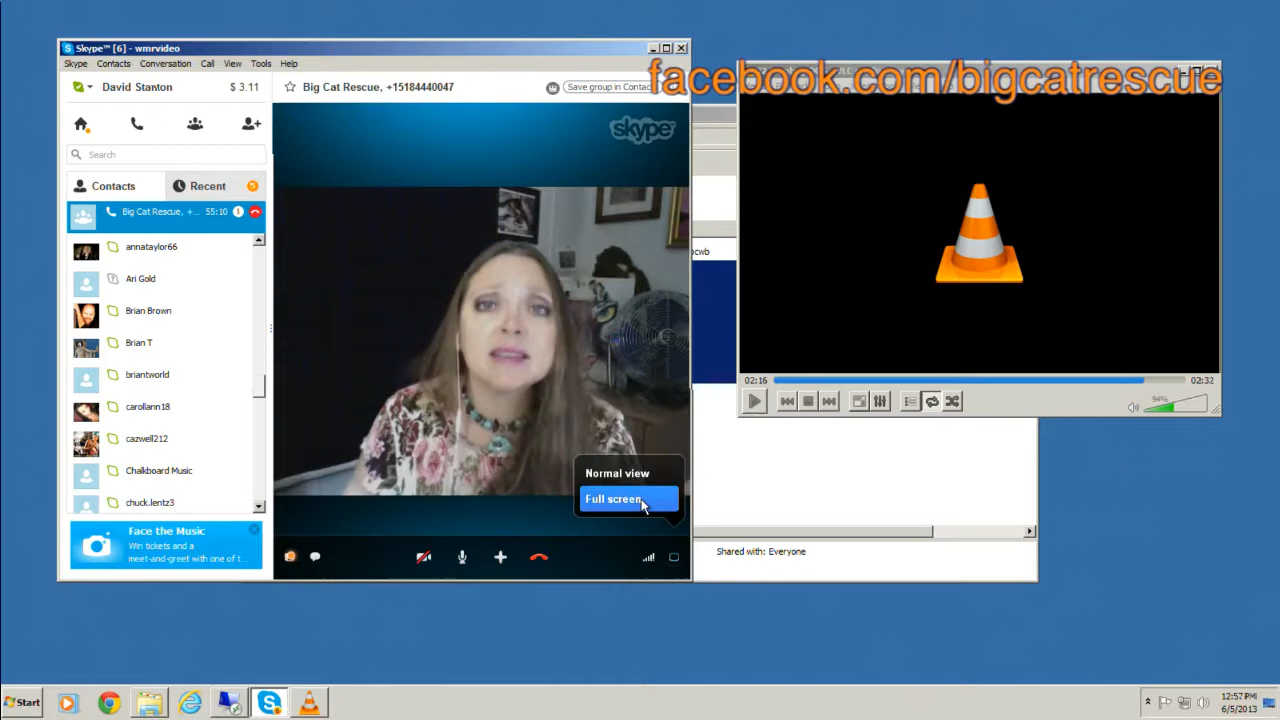 Skype™ [6] - wmrvideo
Skype Contacts Conversation Call View Tools Help
David Stanton $ 3.11
Big Cat Rescue, +15184440047
Save group in Contac
facebook.com/bigcatrescue
skype
Search
Contacts
Recent
Big Cat Rescue, +... 55:10 1
annataylor66
Ari Gold
Brian Brown
Brian T
briantworld
carollann18
cazwell212
Chalkboard Music
chuck.lentz3
Face the Music
Win tickets and a
meet-and-greet with one of t...
Normal view
Full screen
02:16
02:32
94%
Shared with: Everyone
Start
12:57 PM
6/5/2013